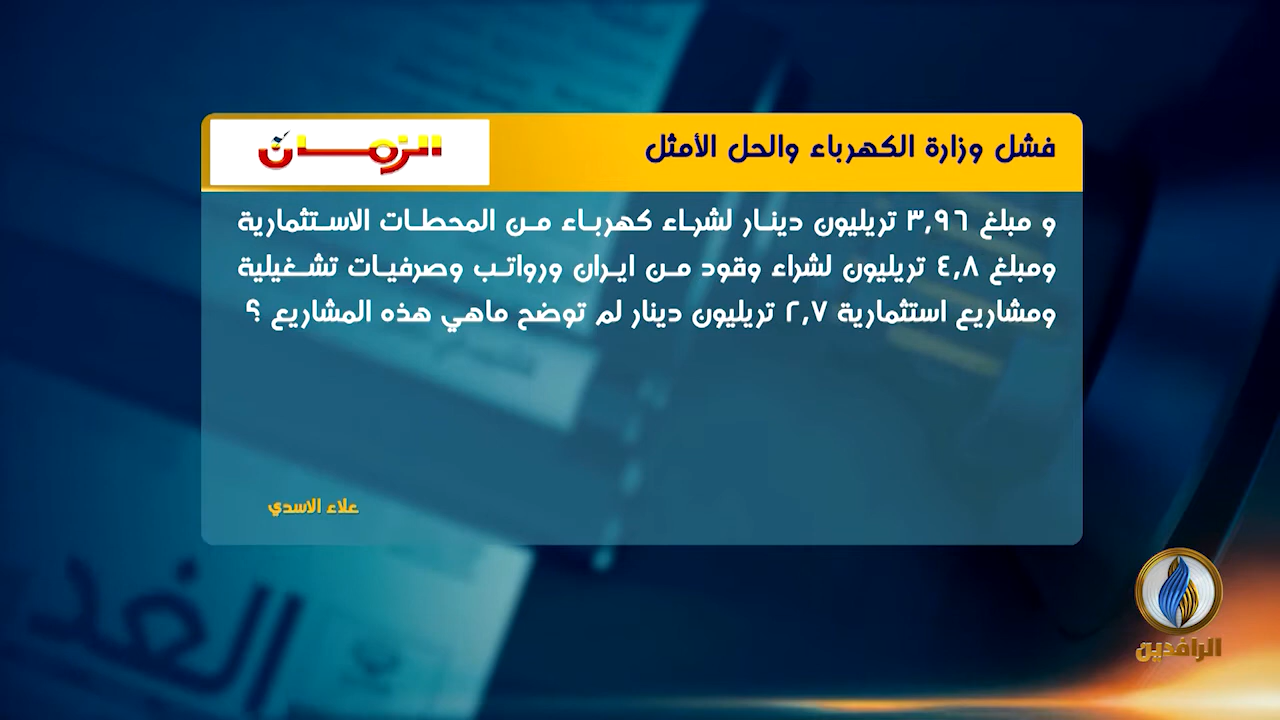 فشل وزارة الكهرباء والحل الأمثل
الزمان
و مبلغ ٣,٩٦ تريليون دينار لشراء كهرباء من المحطات الاستثمارية
ومبلغ ٤,٨ تريليون لشراء وقود من ايران ورواتب وصرفيات تشغيلية
ومشاريع استثمارية ٢,٧ تريليون دينار لم توضح ماهي هذه المشاريع ؟
علاء الاسدي
الغد
الرافدين